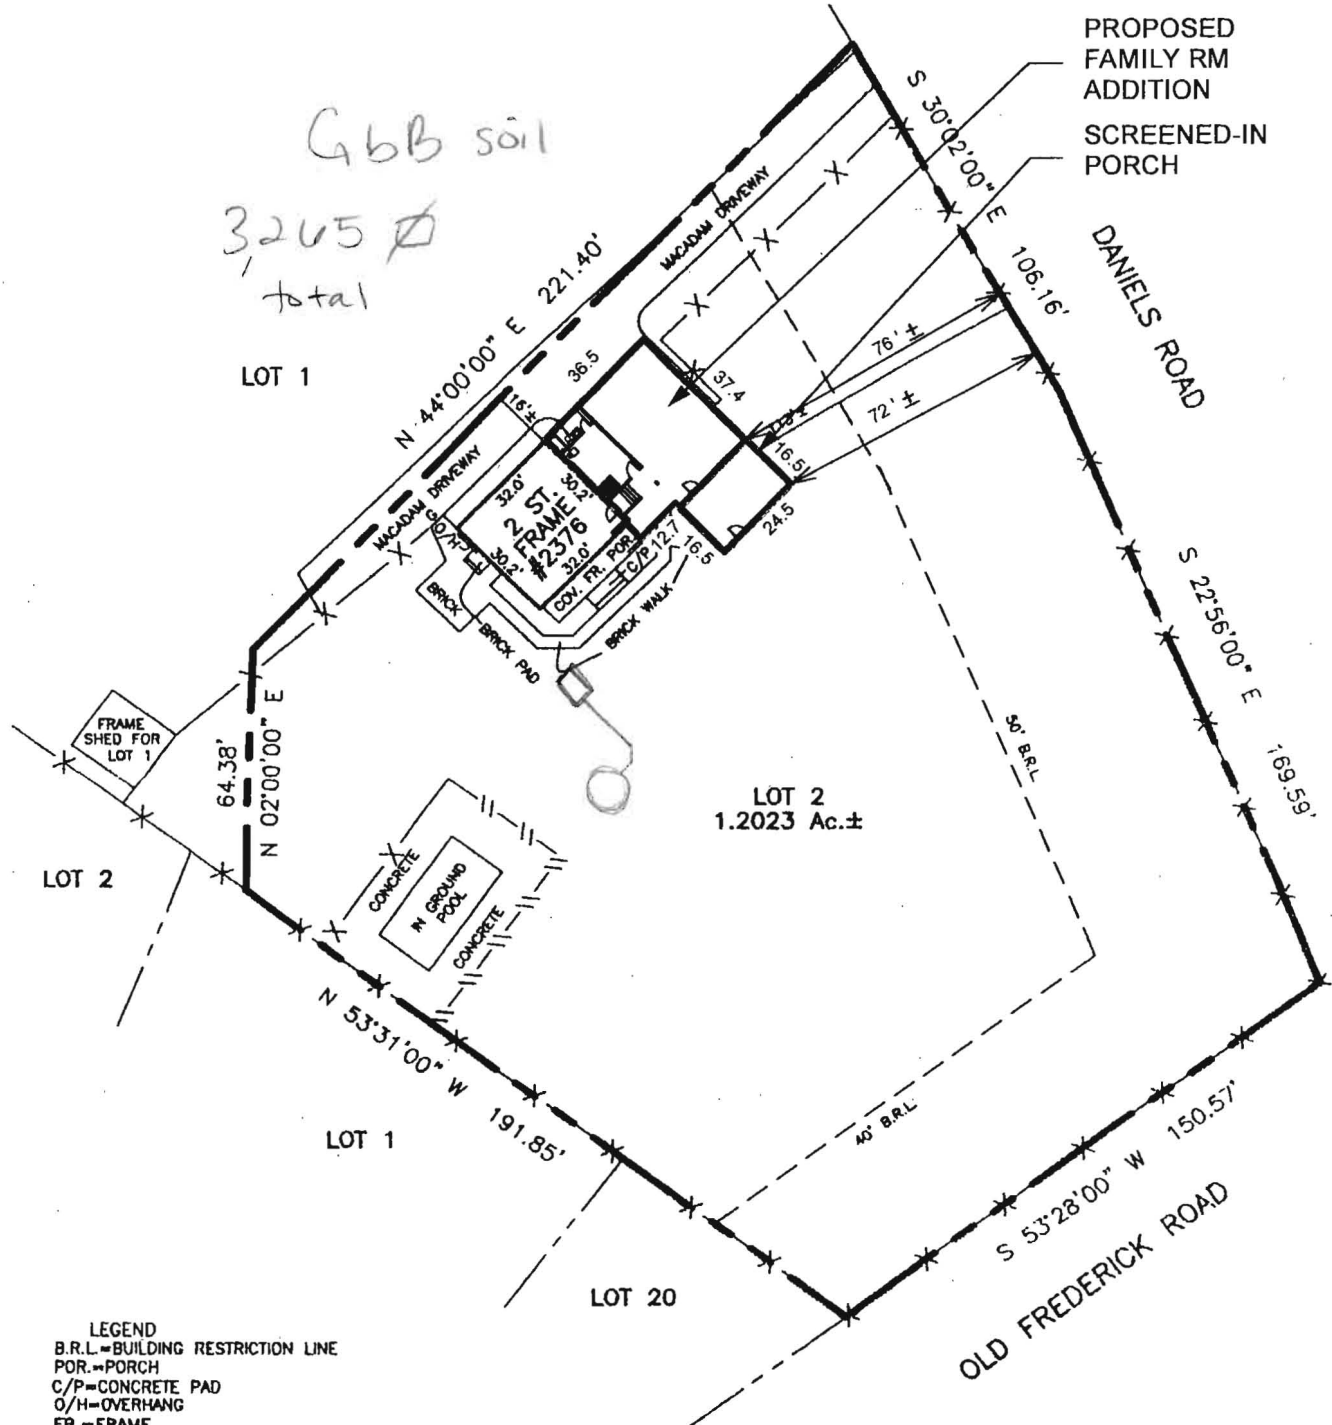 PROPOSED
FAMILY RM
ADDITION
SCREENED-IN
PORCH
GbB soil
3,265 ⌀
total
LOT 1
N 44°00'00" E 221.40'
MACADAM DRIVEWAY
S 30°02'00" E 106.16'
DANIELS ROAD
76'±
72'±
36.5
37.4
16'±
16.5
24.5
12.7
16.5
MACADAM DRIVEWAY
O/H
32.0'
30.2'
2 ST.
FRAME
#2376
30.2'
32.0'
COV. FR. POR.
C/P
BRICK
BRICK PAD
BRICK WALK
S 22°56'00" E 169.59'
50' B.R.L.
FRAME
SHED FOR
LOT 1
64.38'
N 02°00'00" E
LOT 2
1.2023 Ac.±
LOT 2
CONCRETE
IN GROUND
POOL
CONCRETE
N 53°31'00" W 191.85'
LOT 1
40' B.R.L.
S 53°28'00" W 150.57'
OLD FREDERICK ROAD
LOT 20
LEGEND
B.R.L.=BUILDING RESTRICTION LINE
POR.=PORCH
C/P=CONCRETE PAD
O/H=OVERHANG
FR.=FRAME